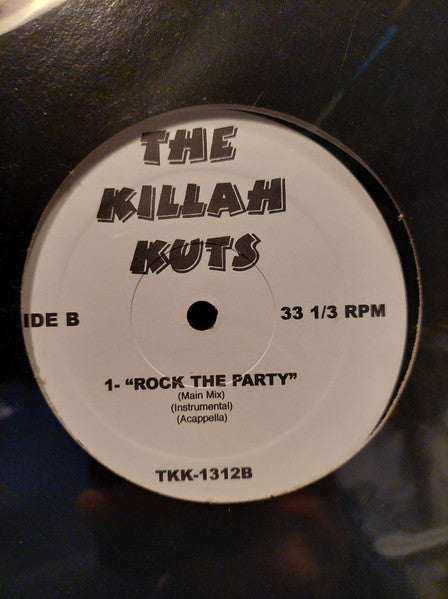 THE
KILLAH
KUTS
IDE B
33 1/3 RPM
1- “ROCK THE PARTY”
(Main Mix)
(Instrumental)
(Acappella)
TKK-1312B